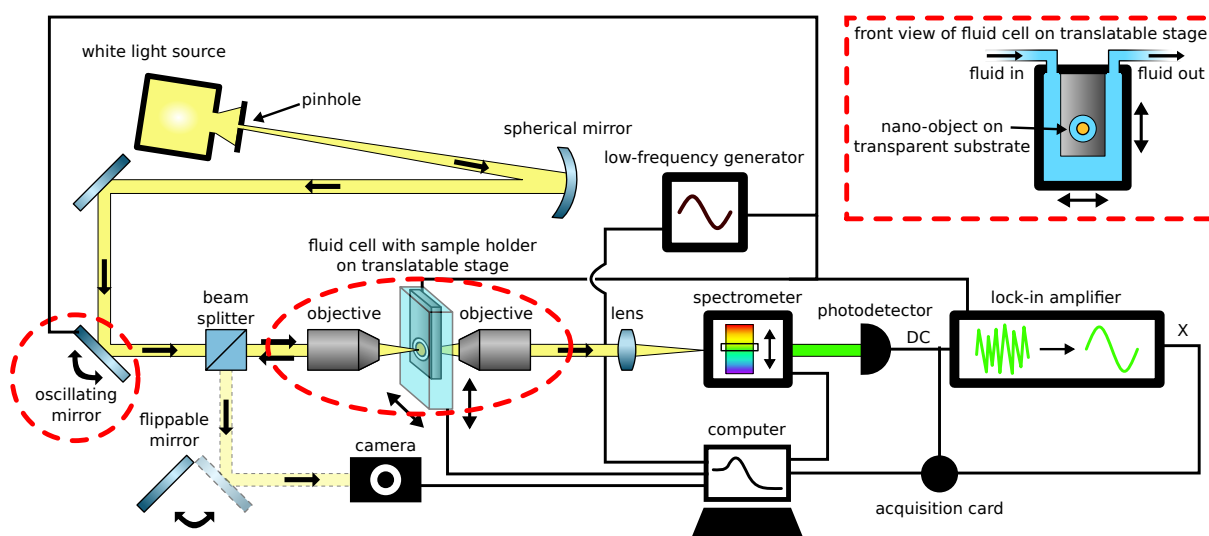 white light source
pinhole
spherical mirror
low-frequency generator
front view of fluid cell on translatable stage
fluid in
fluid out
nano-object on
transparent substrate
fluid cell with sample holder
on translatable stage
beam
splitter
objective
objective
lens
spectrometer
photodetector
DC
lock-in amplifier
X
oscillating
mirror
flippable
mirror
camera
computer
acquisition card